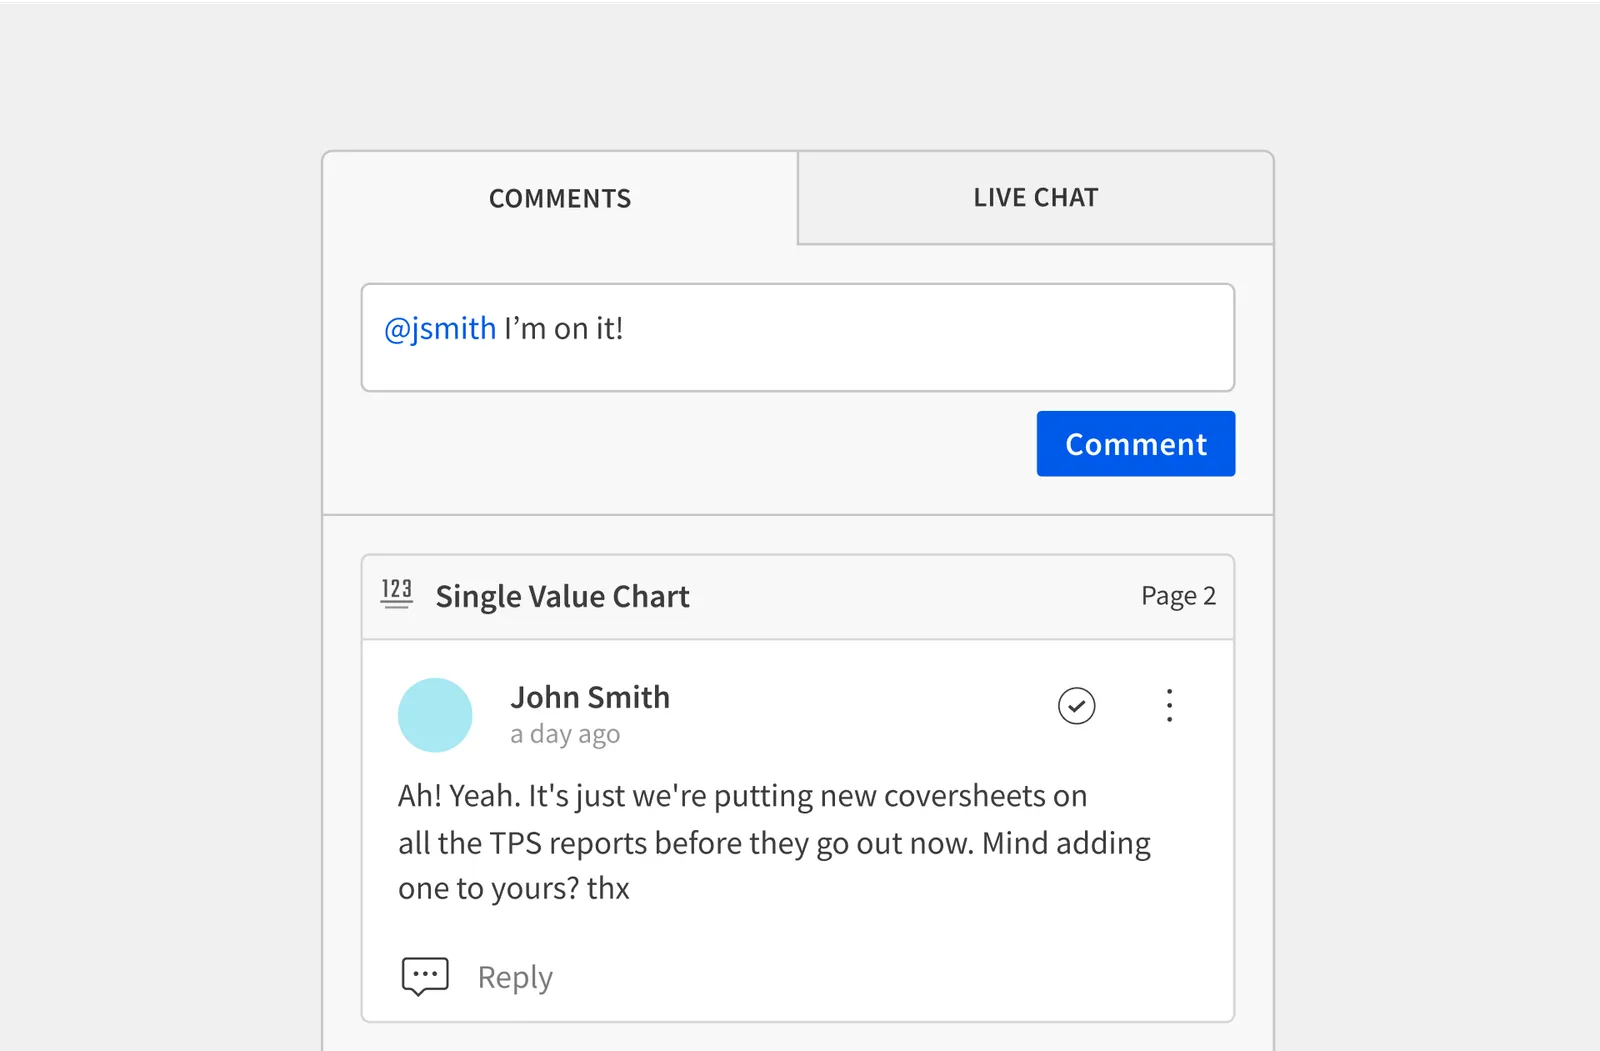 COMMENTS
LIVE CHAT
@jsmith I’m on it!
Comment
123
Single Value Chart
Page 2
John Smith
a day ago
Ah! Yeah. It's just we're putting new coversheets on
all the TPS reports before they go out now. Mind adding
one to yours? thx
Reply